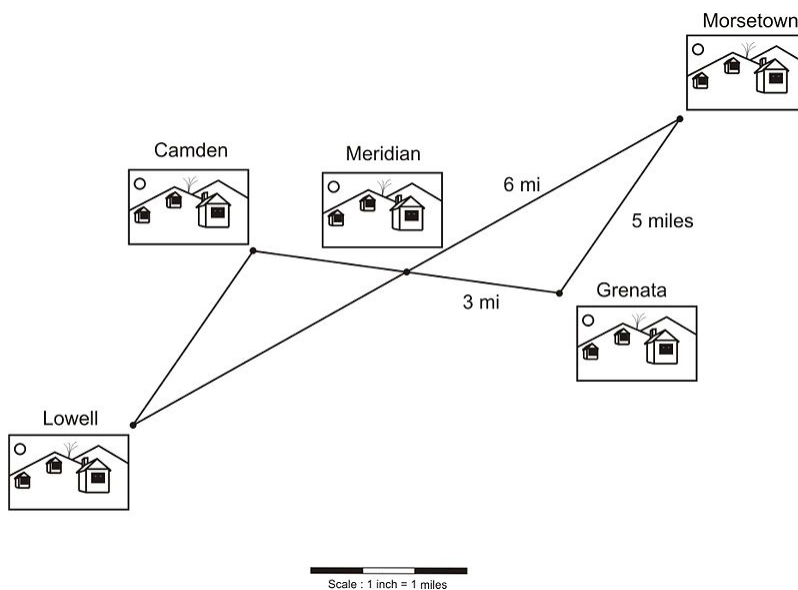 Morsetown
Camden
Meridian
6 mi
5 miles
Grenata
3 mi
Lowell
Scale : 1 inch = 1 miles